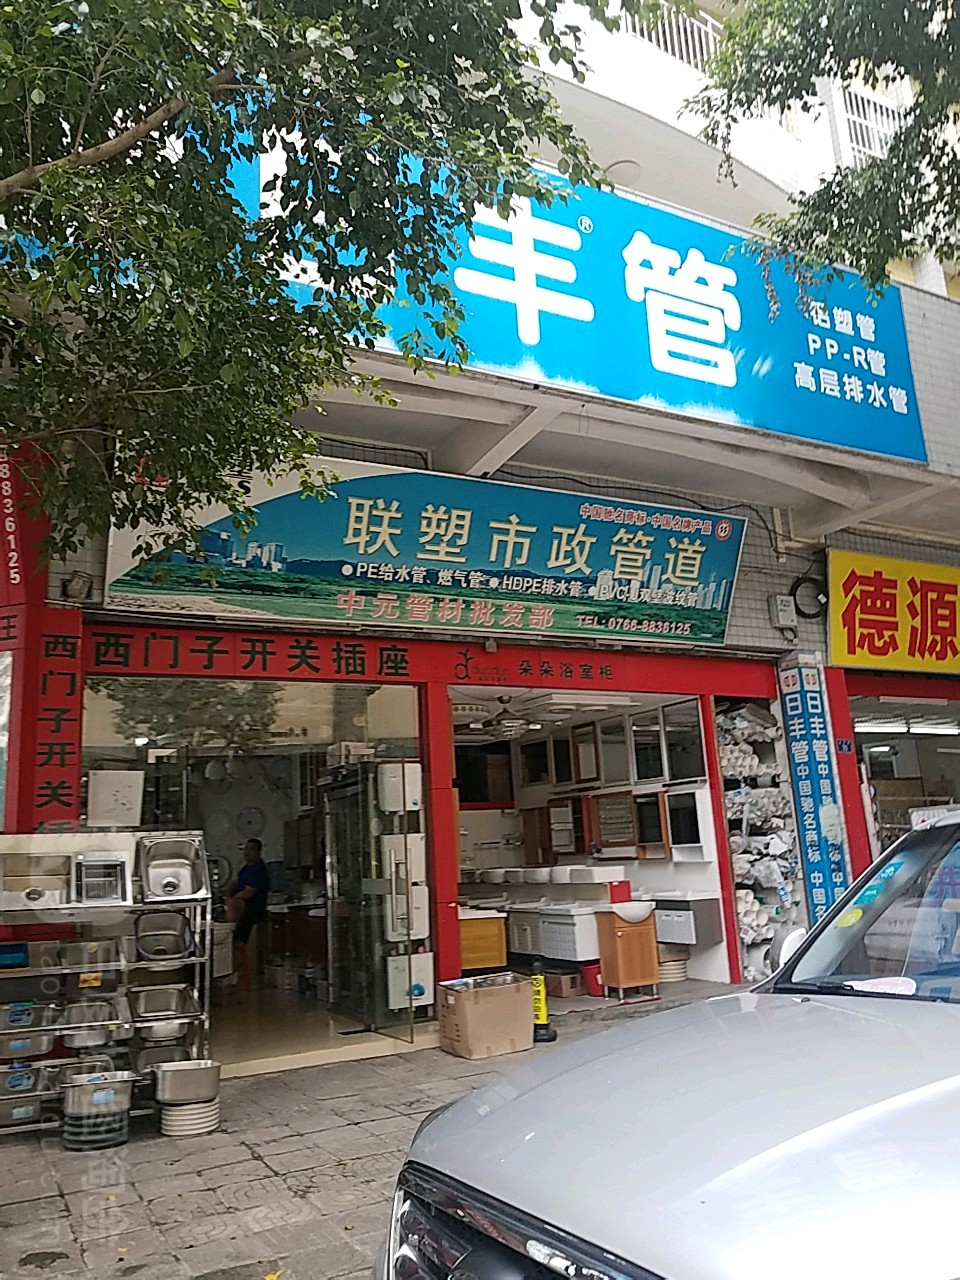 丰®管
PP-R管
高层排水管
中国驰名商标·中国名牌产品
联塑市政管道
●PE给水管、燃气管 ●HDPE排水管
中元管材批发部 TEL:0766-8836125
8836125
西门子开关插座
朵朵浴室柜
西门子开关
日丰管 中国驰名商标 中国名
日丰管
德源